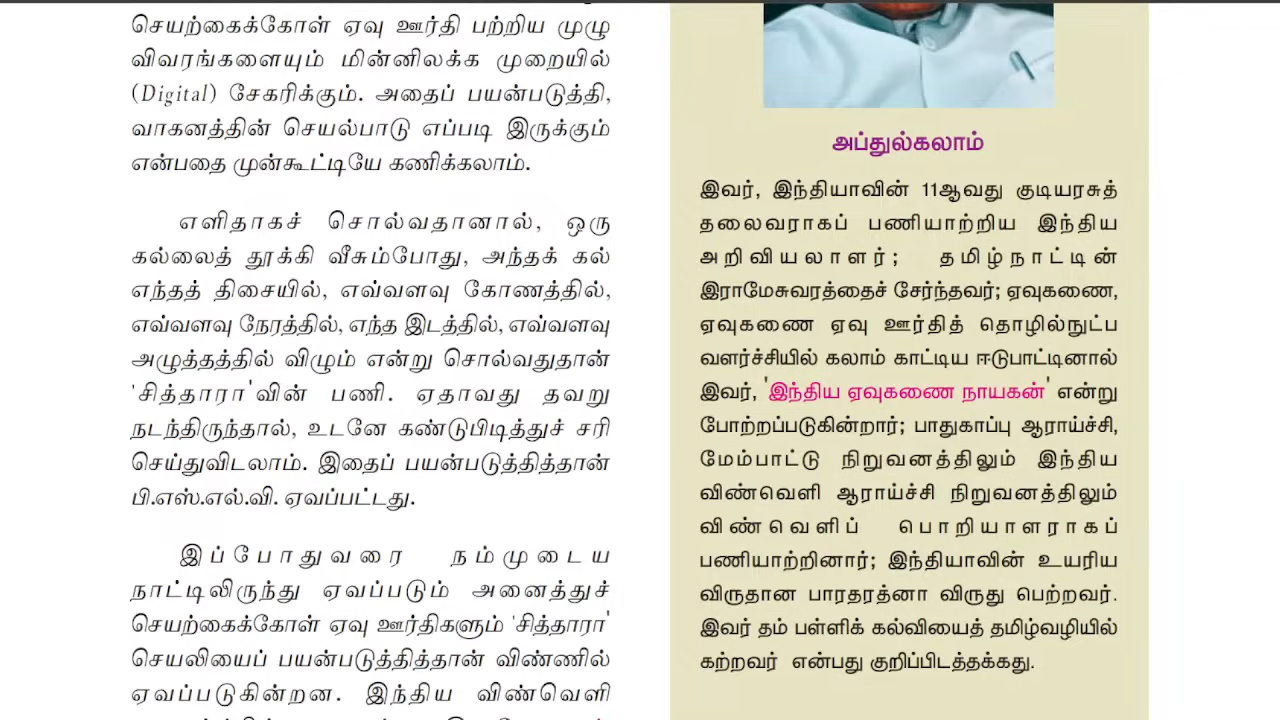 செயற்கைக்கோள் ஏவு ஊர்தி பற்றிய முழு
விவரங்களையும் மின்னிலக்க முறையில்
(Digital) சேகரிக்கும். அதைப் பயன்படுத்தி,
வாகனத்தின் செயல்பாடு எப்படி இருக்கும்
என்பதை முன்கூட்டியே கணிக்கலாம்.
எளிதாகச் சொல்வதானால், ஒரு
கல்லைத் தூக்கி வீசும்போது, அந்தக் கல்
எந்தத் திசையில், எவ்வளவு கோணத்தில்,
எவ்வளவு நேரத்தில், எந்த இடத்தில், எவ்வளவு
அழுத்தத்தில் விழும் என்று சொல்வதுதான்
'சித்தாரா'வின் பணி. ஏதாவது தவறு
நடந்திருந்தால், உடனே கண்டுபிடித்துச் சரி
செய்துவிடலாம். இதைப் பயன்படுத்தித்தான்
பி.எஸ்.எல்.வி. ஏவப்பட்டது.
இப்போதுவரை நம்முடைய
நாட்டிலிருந்து ஏவப்படும் அனைத்துச்
செயற்கைக்கோள் ஏவு ஊர்திகளும் 'சித்தாரா'
செயலியைப் பயன்படுத்தித்தான் விண்ணில்
ஏவப்படுகின்றன. இந்திய விண்வெளி
அப்துல்கலாம்
இவர், இந்தியாவின் 11ஆவது குடியரசுத்
தலைவராகப் பணியாற்றிய இந்திய
அறிவியலாளர்; தமிழ்நாட்டின்
இராமேசுவரத்தைச் சேர்ந்தவர்; ஏவுகணை,
ஏவுகணை ஏவு ஊர்தித் தொழில்நுட்ப
வளர்ச்சியில் கலாம் காட்டிய ஈடுபாட்டினால்
இவர், 'இந்திய ஏவுகணை நாயகன்' என்று
போற்றப்படுகின்றார்; பாதுகாப்பு ஆராய்ச்சி,
மேம்பாட்டு நிறுவனத்திலும் இந்திய
விண்வெளி ஆராய்ச்சி நிறுவனத்திலும்
விண்வெளிப் பொறியாளராகப்
பணியாற்றினார்; இந்தியாவின் உயரிய
விருதான பாரதரத்னா விருது பெற்றவர்.
இவர் தம் பள்ளிக் கல்வியைத் தமிழ்வழியில்
கற்றவர் என்பது குறிப்பிடத்தக்கது.